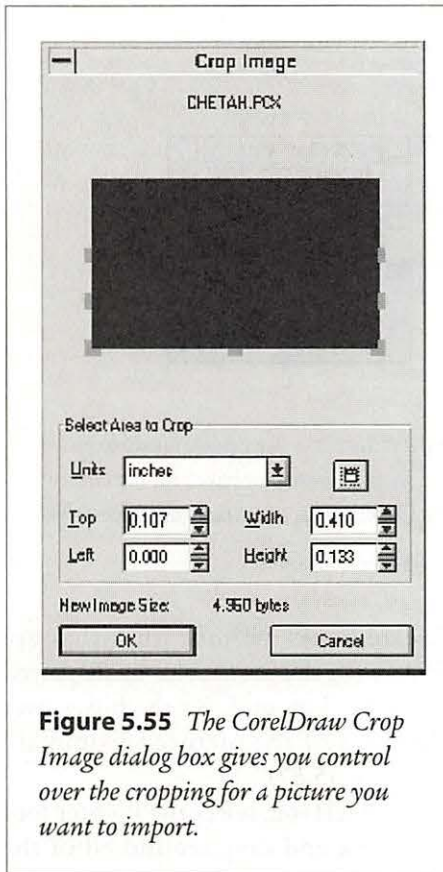 Crop Image
CHETAH.PCX
Select Area to Crop
Units inches
Top 0.107 Width 0.410
Left 0.000 Height 0.133
New Image Size: 4.950 bytes
OK Cancel
Figure 5.55 The CorelDraw Crop
Image dialog box gives you control
over the cropping for a picture you
want to import.